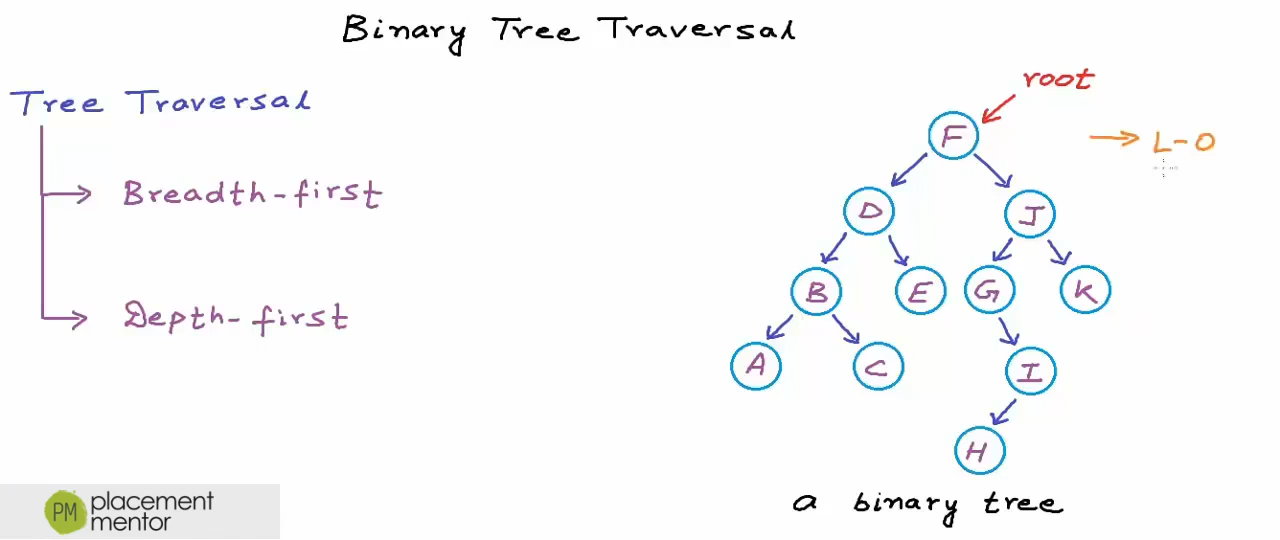 Binary Tree Traversal
Tree Traversal
Breadth-first
Depth-first
root
F
L-0
D J
B E G K
A C I
H
a binary tree
PM placement
mentor